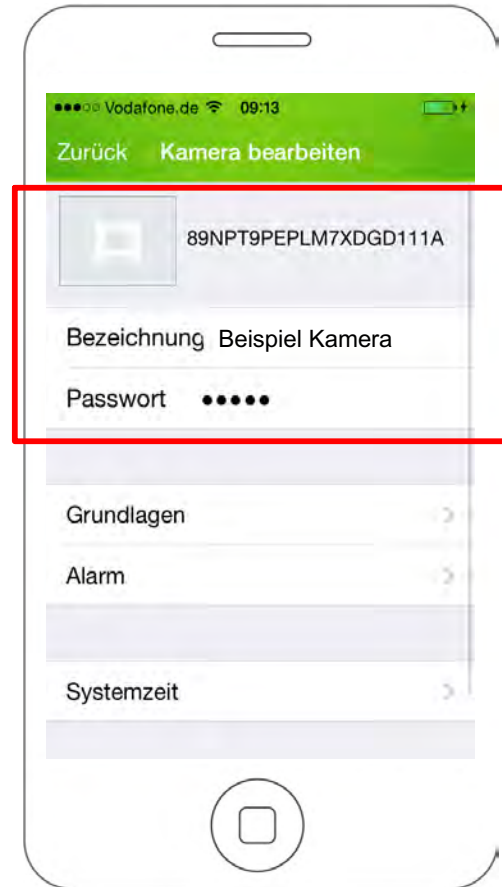 Vodafone.de 09:13
Zurück Kamera bearbeiten
89NPT9PEPLM7XDGD111A
Bezeichnung Beispiel Kamera
Passwort •••••
Grundlagen
Alarm
Systemzeit